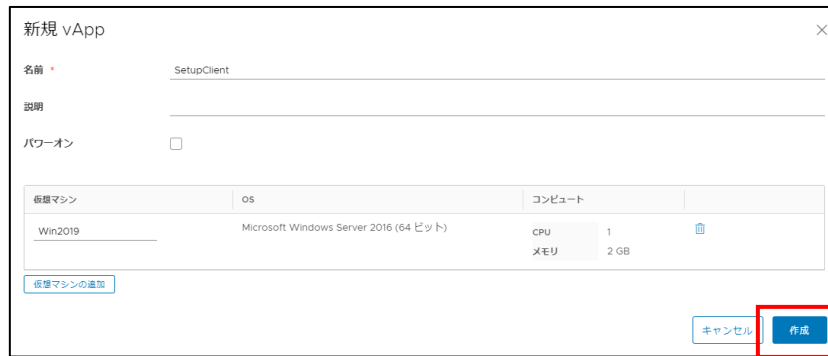 新規 vApp
名前 *
SetupClient
説明
パワーオン
仮想マシン OS コンピュート
Win2019 Microsoft Windows Server 2016 (64 ビット) CPU 1
メモリ 2 GB
仮想マシンの追加
キャンセル 作成